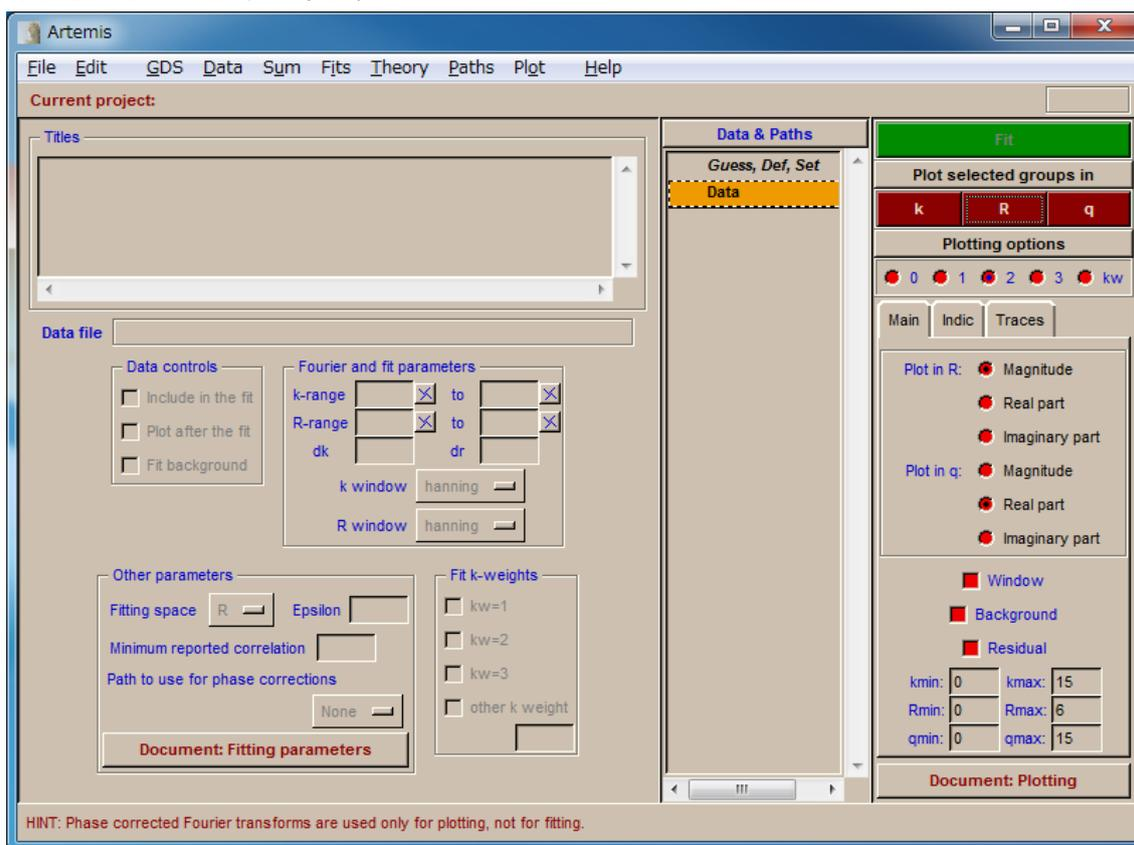 Artemis
File Edit GDS Data Sum Fits Theory Paths Plot Help
Current project:
Titles
Data file
Data controls
Include in the fit
Plot after the fit
Fit background
Fourier and fit parameters
k-range to
R-range to
dk dr
k window hanning
R window hanning
Other parameters
Fitting space R Epsilon
Minimum reported correlation
Path to use for phase corrections
None
Document: Fitting parameters
Fit k-weights
kw=1
kw=2
kw=3
other k weight
Data & Paths
Guess, Def, Set
Data
Fit
Plot selected groups in
k R q
Plotting options
0 1 2 3 kw
Main Indic Traces
Plot in R: Magnitude
Real part
Imaginary part
Plot in q: Magnitude
Real part
Imaginary part
Window
Background
Residual
kmin: 0 kmax: 15
Rmin: 0 Rmax: 6
qmin: 0 qmax: 15
Document: Plotting
HINT: Phase corrected Fourier transforms are used only for plotting, not for fitting.